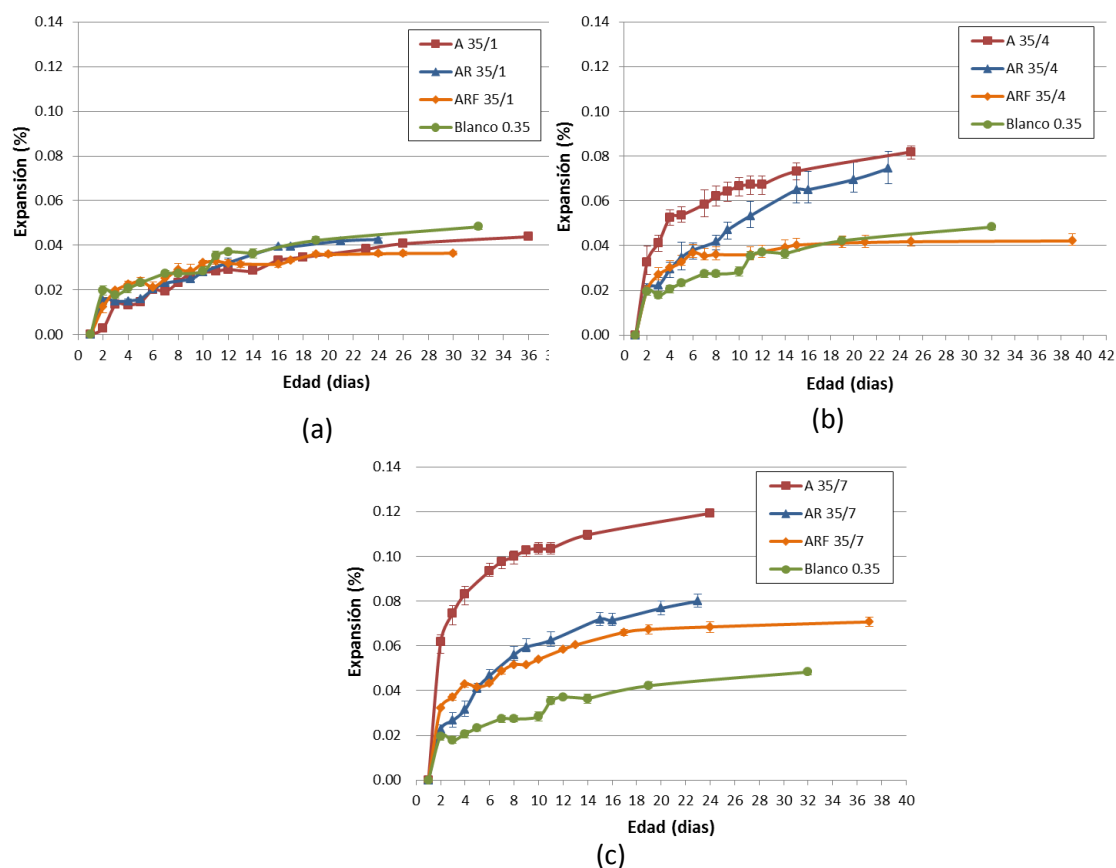 0.14
0.12
0.10
0.08
0.06
0.04
0.02
0.00
Expansión (%)
A 35/1
AR 35/1
ARF 35/1
Blanco 0.35
0 2 4 6 8 10 12 14 16 18 20 22 24 26 28 30 32 34 36
Edad (dias)
(a)
0.14
0.12
0.10
0.08
0.06
0.04
0.02
0.00
Expansión (%)
A 35/4
AR 35/4
ARF 35/4
Blanco 0.35
0 2 4 6 8 10 12 14 16 18 20 22 24 26 28 30 32 34 36 38 40 42
Edad (dias)
(b)
0.14
0.12
0.10
0.08
0.06
0.04
0.02
0.00
Expansión (%)
A 35/7
AR 35/7
ARF 35/7
Blanco 0.35
0 2 4 6 8 10 12 14 16 18 20 22 24 26 28 30 32 34 36 38 40
Edad (dias)
(c)